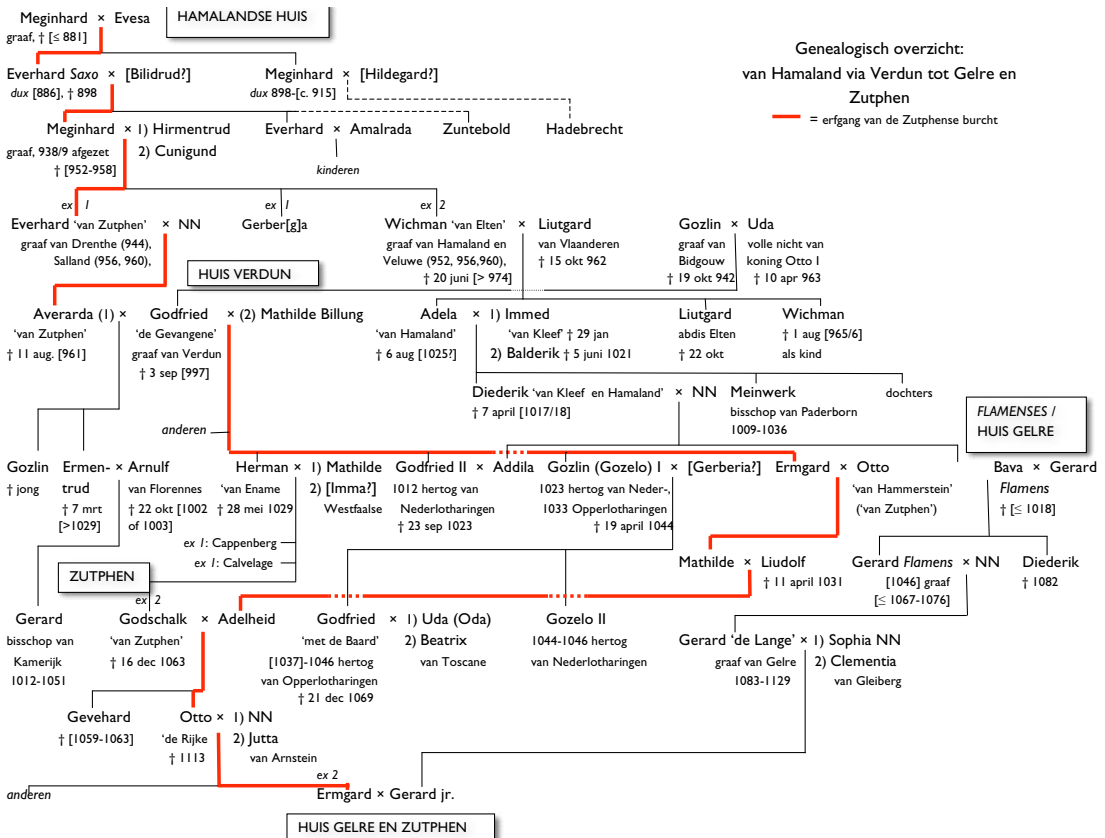 Meginhard × Evesa
graaf, † [≤ 881]
HAMALANDSE HUIS
Genealogisch overzicht:
van Hamaland via Verdun tot Gelre en
Zutphen
= erfgang van de Zutphense burcht
Everhard Saxo × [Bilidrud?]
dux [886], † 898
Meginhard × [Hildegard?]
dux 898-[c. 915]
Meginhard × 1) Hirmentrud
graaf, 938/9 afgezet
2) Cunigund
† [952-958]
Everhard × Amalrada
kinderen
Zuntebold
Hadebrecht
ex 1
ex 1
ex 2
Everhard 'van Zutphen' × NN
graaf van Drenthe (944),
Salland (956, 960),
Gerber[g]a
Wichman 'van Elten' × Liutgard
graaf van Hamaland en
Veluwe (952, 956,960),
† 20 juni [> 974]
van Vlaanderen
† 15 okt 962
Gozlin × Uda
graaf van
Bidgouw
† 19 okt 942
volle nicht van
koning Otto I
† 10 apr 963
HUIS VERDUN
Averarda (1) ×
'van Zutphen'
† 11 aug. [961]
Godfried × (2) Mathilde Billung
'de Gevangene'
graaf van Verdun
† 3 sep [997]
Adela × 1) Immed
'van Hamaland'
† 6 aug [1025?]
'van Kleef' † 29 jan
2) Balderik † 5 juni 1021
Liutgard
abdis Elten
† 22 okt
Wichman
† 1 aug [965/6]
als kind
Diederik 'van Kleef en Hamaland' × NN
† 7 april [1017/18]
Meinwerk
bisschop van Paderborn
1009-1036
dochters
anderen
FLAMENSES /
HUIS GELRE
Gozlin
† jong
Ermen- × Arnulf
trud
† 7 mrt
[>1029]
van Florennes
† 22 okt [1002
of 1003]
Herman × 1) Mathilde
'van Ename'
† 28 mei 1029
2) [Imma?]
Westfaalse
Godfried II × Addila
1012 hertog van
Nederlotharingen
† 23 sep 1023
Gozlin (Gozelo) I × [Gerberia?]
1023 hertog van Neder-,
1033 Opperlotharingen
† 19 april 1044
Ermgard × Otto
'van Hammerstein'
('van Zutphen')
Bava × Gerard
Flamens
† [≤ 1018]
ex 1: Cappenberg
ex 1: Calvelage
Mathilde × Liudolf
† 11 april 1031
Gerard Flamens × NN
[1046] graaf
[≤ 1067-1076]
Diederik
† 1082
ZUTPHEN
ex 2
Gerard
bisschop van
Kamerijk
1012-1051
Godschalk × Adelheid
'van Zutphen'
† 16 dec 1063
Godfried × 1) Uda (Oda)
'met de Baard'
[1037]-1046 hertog
van Opperlotharingen
† 21 dec 1069
2) Beatrix
van Toscane
Gozelo II
1044-1046 hertog
van Nederlotharingen
Gerard 'de Lange' × 1) Sophia NN
graaf van Gelre
1083-1129
2) Clementia
van Gleiberg
Gevehard
† [1059-1063]
Otto × 1) NN
'de Rijke
† 1113
2) Jutta
van Arnstein
ex 2
anderen
Ermgard × Gerard jr.
HUIS GELRE EN ZUTPHEN